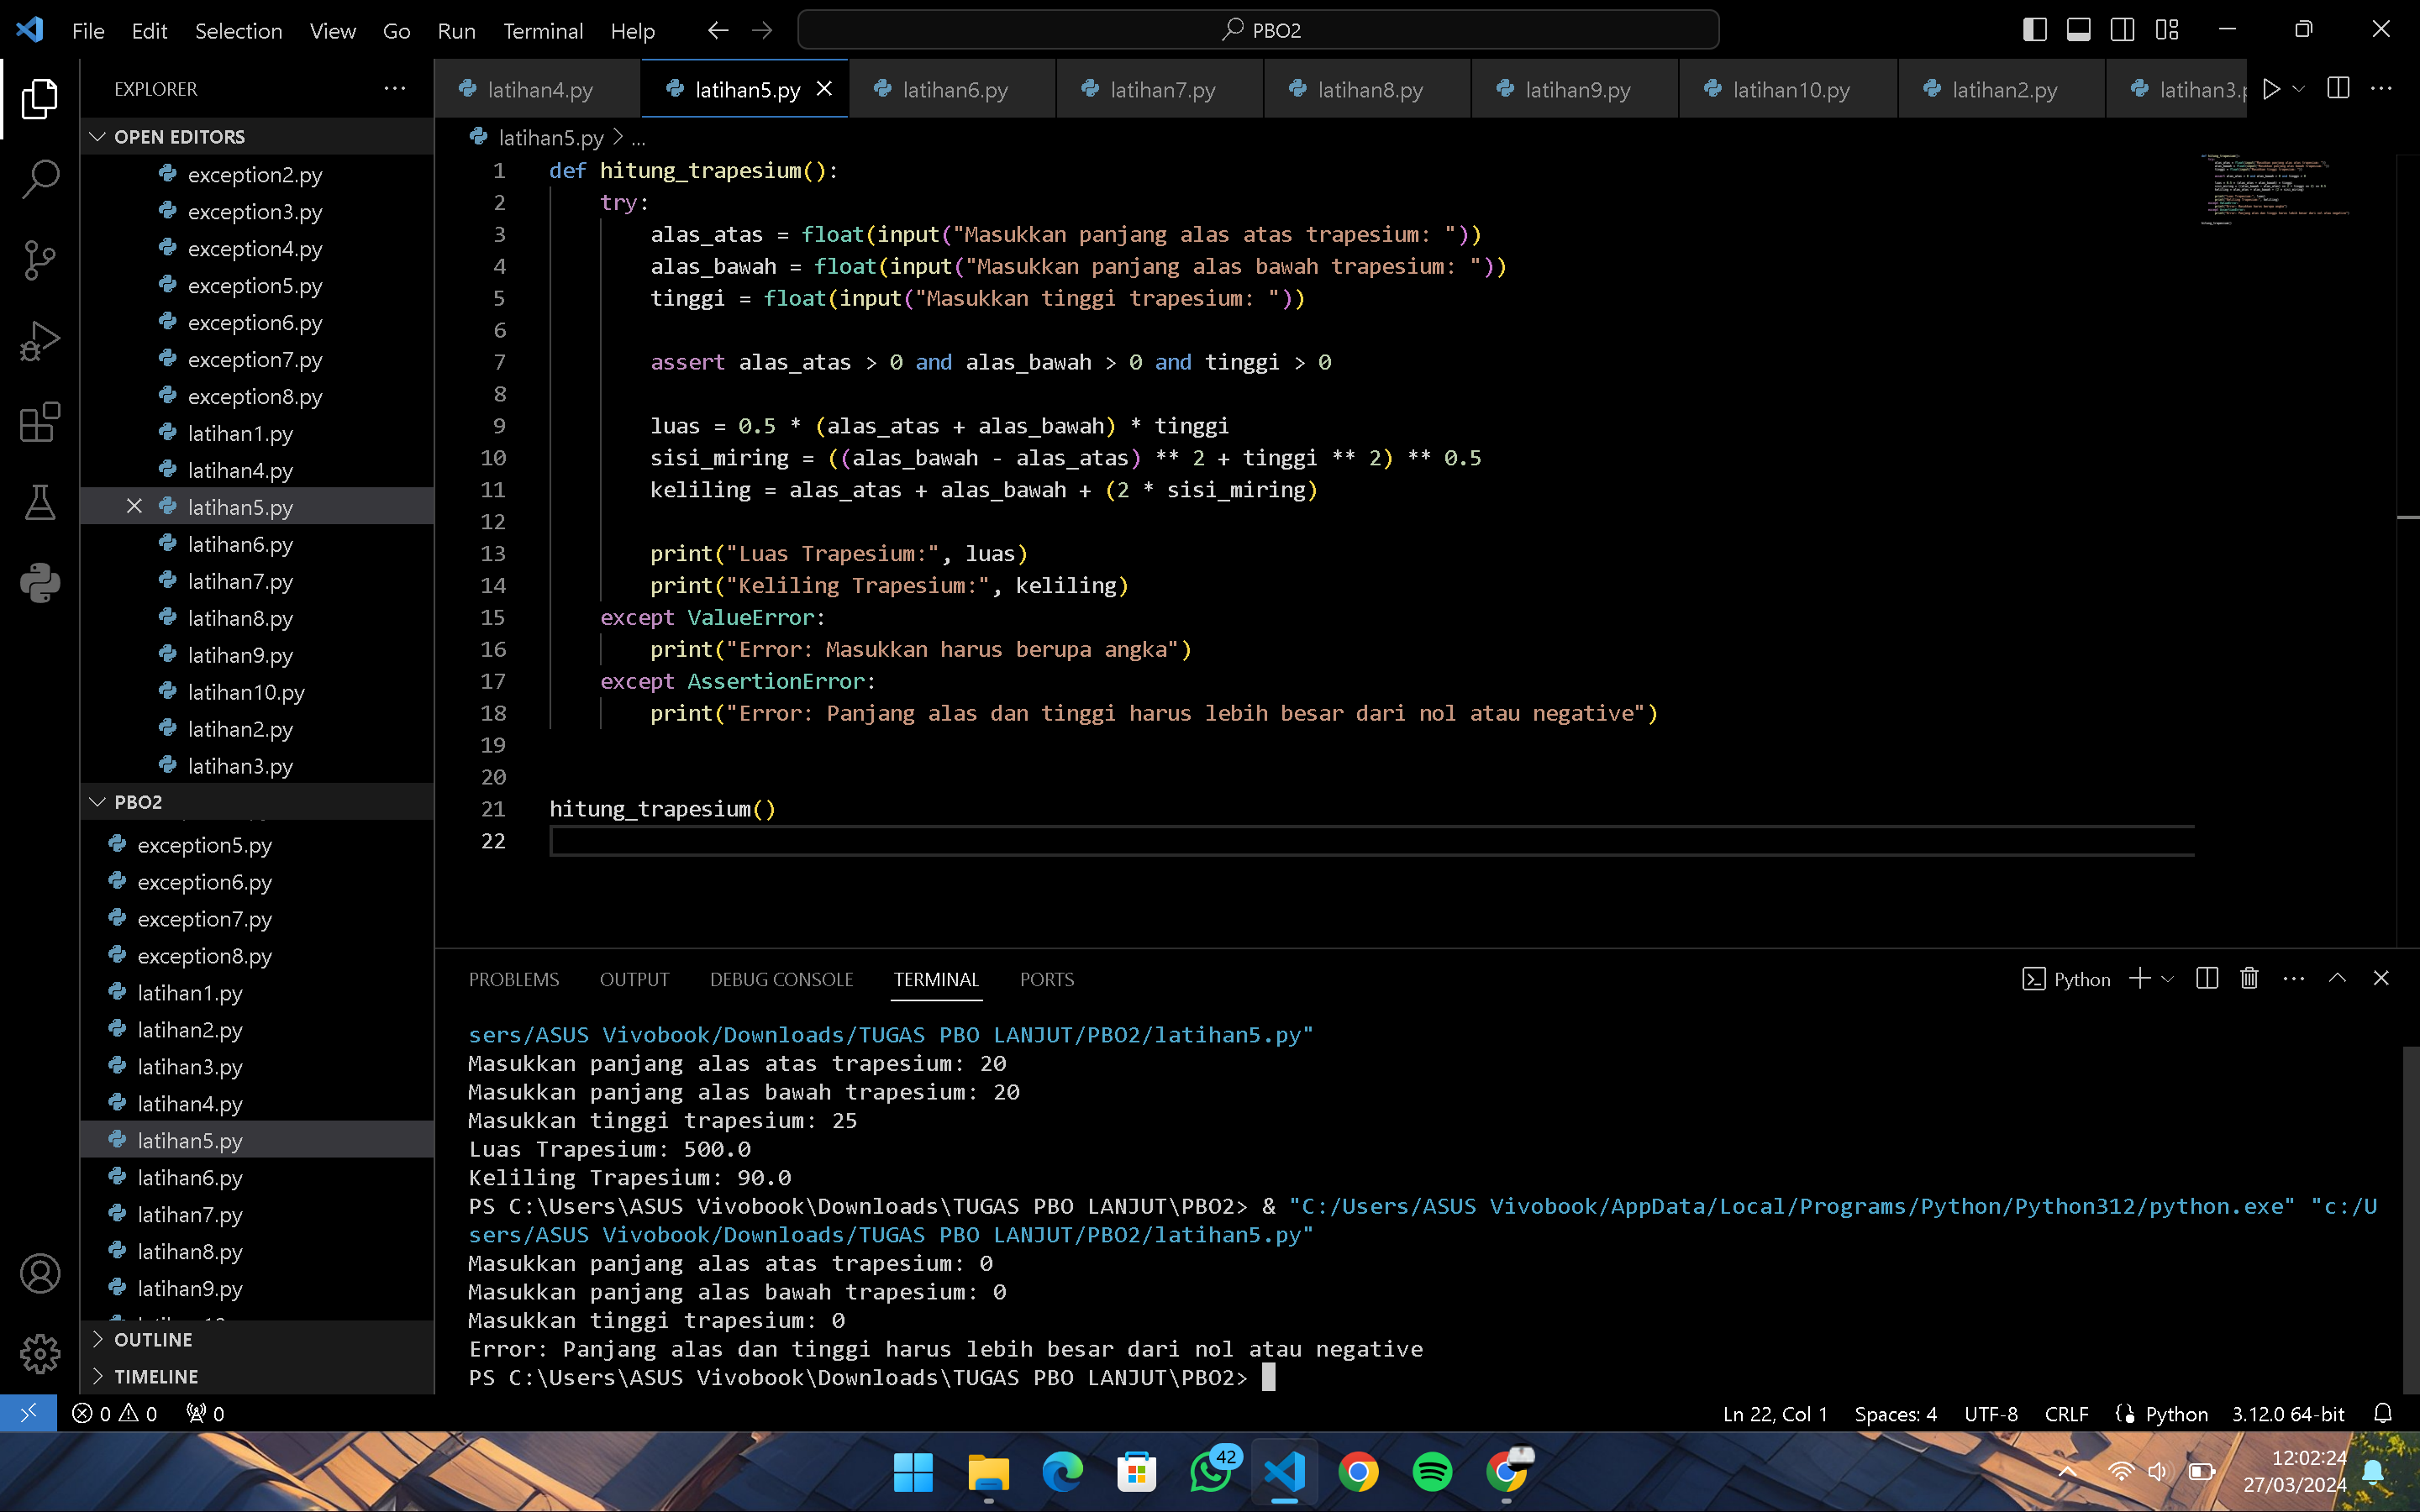 File Edit Selection View Go Run Terminal Help
PBO2
EXPLORER
OPEN EDITORS
exception2.py
exception3.py
exception4.py
exception5.py
exception6.py
exception7.py
exception8.py
latihan1.py
latihan4.py
latihan5.py
latihan6.py
latihan7.py
latihan8.py
latihan9.py
latihan10.py
latihan2.py
latihan3.py
PBO2
exception5.py
exception6.py
exception7.py
exception8.py
latihan1.py
latihan2.py
latihan3.py
latihan4.py
latihan5.py
latihan6.py
latihan7.py
latihan8.py
latihan9.py
OUTLINE
TIMELINE
latihan4.py latihan5.py latihan6.py latihan7.py latihan8.py latihan9.py latihan10.py latihan2.py latihan3.p
latihan5.py > ...
1 def hitung_trapesium():
2 try:
3 alas_atas = float(input("Masukkan panjang alas atas trapesium: "))
4 alas_bawah = float(input("Masukkan panjang alas bawah trapesium: "))
5 tinggi = float(input("Masukkan tinggi trapesium: "))
6
7 assert alas_atas > 0 and alas_bawah > 0 and tinggi > 0
8
9 luas = 0.5 * (alas_atas + alas_bawah) * tinggi
10 sisi_miring = ((alas_bawah - alas_atas) ** 2 + tinggi ** 2) ** 0.5
11 keliling = alas_atas + alas_bawah + (2 * sisi_miring)
12
13 print("Luas Trapesium:", luas)
14 print("Keliling Trapesium:", keliling)
15 except ValueError:
16 print("Error: Masukkan harus berupa angka")
17 except AssertionError:
18 print("Error: Panjang alas dan tinggi harus lebih besar dari nol atau negative")
19
20
21 hitung_trapesium()
22
PROBLEMS OUTPUT DEBUG CONSOLE TERMINAL PORTS
Python
sers/ASUS Vivobook/Downloads/TUGAS PBO LANJUT/PBO2/latihan5.py"
Masukkan panjang alas atas trapesium: 20
Masukkan panjang alas bawah trapesium: 20
Masukkan tinggi trapesium: 25
Luas Trapesium: 500.0
Keliling Trapesium: 90.0
PS C:\Users\ASUS Vivobook\Downloads\TUGAS PBO LANJUT\PBO2> & "C:/Users/ASUS Vivobook/AppData/Local/Programs/Python/Python312/python.exe" "c:/U
sers/ASUS Vivobook/Downloads/TUGAS PBO LANJUT/PBO2/latihan5.py"
Masukkan panjang alas atas trapesium: 0
Masukkan panjang alas bawah trapesium: 0
Masukkan tinggi trapesium: 0
Error: Panjang alas dan tinggi harus lebih besar dari nol atau negative
PS C:\Users\ASUS Vivobook\Downloads\TUGAS PBO LANJUT\PBO2>
0 0 0
Ln 22, Col 1 Spaces: 4 UTF-8 CRLF Python 3.12.0 64-bit
42
12:02:24
27/03/2024